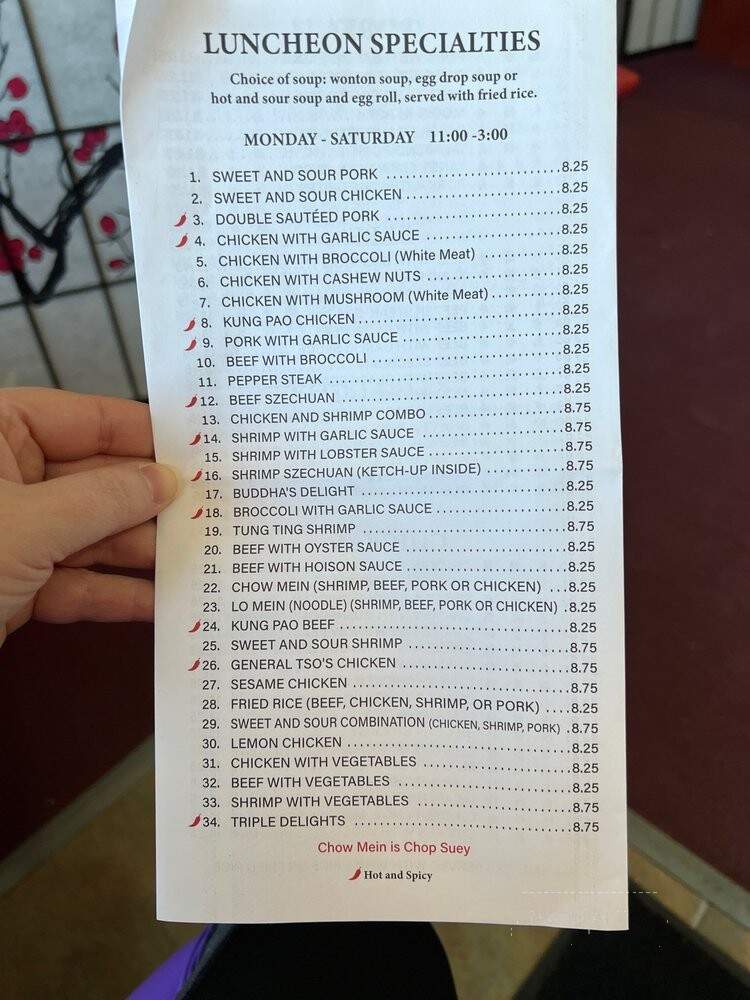 LUNCHEON SPECIALTIES
Choice of soup: wonton soup, egg drop soup or
hot and sour soup and egg roll, served with fried rice.
MONDAY - SATURDAY 11:00 -3:00
1. SWEET AND SOUR PORK ..........................8.25
2. SWEET AND SOUR CHICKEN ......................8.25
3. DOUBLE SAUTÉED PORK ..........................8.25
4. CHICKEN WITH GARLIC SAUCE ....................8.25
5. CHICKEN WITH BROCCOLI (White Meat) ...........8.25
6. CHICKEN WITH CASHEW NUTS ....................8.25
7. CHICKEN WITH MUSHROOM (White Meat)..........8.25
8. KUNG PAO CHICKEN.............................8.25
9. PORK WITH GARLIC SAUCE .......................8.25
10. BEEF WITH BROCCOLI ...........................8.25
11. PEPPER STEAK .................................8.25
12. BEEF SZECHUAN ................................8.25
13. CHICKEN AND SHRIMP COMBO....................8.75
14. SHRIMP WITH GARLIC SAUCE ....................8.75
15. SHRIMP WITH LOBSTER SAUCE...................8.75
16. SHRIMP SZECHUAN (KETCH-UP INSIDE) ...........8.75
17. BUDDHA'S DELIGHT ............................8.25
18. BROCCOLI WITH GARLIC SAUCE ..................8.25
19. TUNG TING SHRIMP ............................8.75
20. BEEF WITH OYSTER SAUCE ......................8.25
21. BEEF WITH HOISON SAUCE ......................8.25
22. CHOW MEIN (SHRIMP, BEEF, PORK OR CHICKEN) ...8.25
23. LO MEIN (NOODLE) (SHRIMP, BEEF, PORK OR CHICKEN) .8.25
24. KUNG PAO BEEF ...............................8.25
25. SWEET AND SOUR SHRIMP ......................8.75
26. GENERAL TSO'S CHICKEN .......................8.75
27. SESAME CHICKEN ..............................8.75
28. FRIED RICE (BEEF, CHICKEN, SHRIMP, OR PORK) ....8.25
29. SWEET AND SOUR COMBINATION (CHICKEN, SHRIMP, PORK) .8.75
30. LEMON CHICKEN ...............................8.25
31. CHICKEN WITH VEGETABLES .....................8.25
32. BEEF WITH VEGETABLES ........................8.25
33. SHRIMP WITH VEGETABLES .....................8.75
34. TRIPLE DELIGHTS ..............................8.75
Chow Mein is Chop Suey
Hot and Spicy